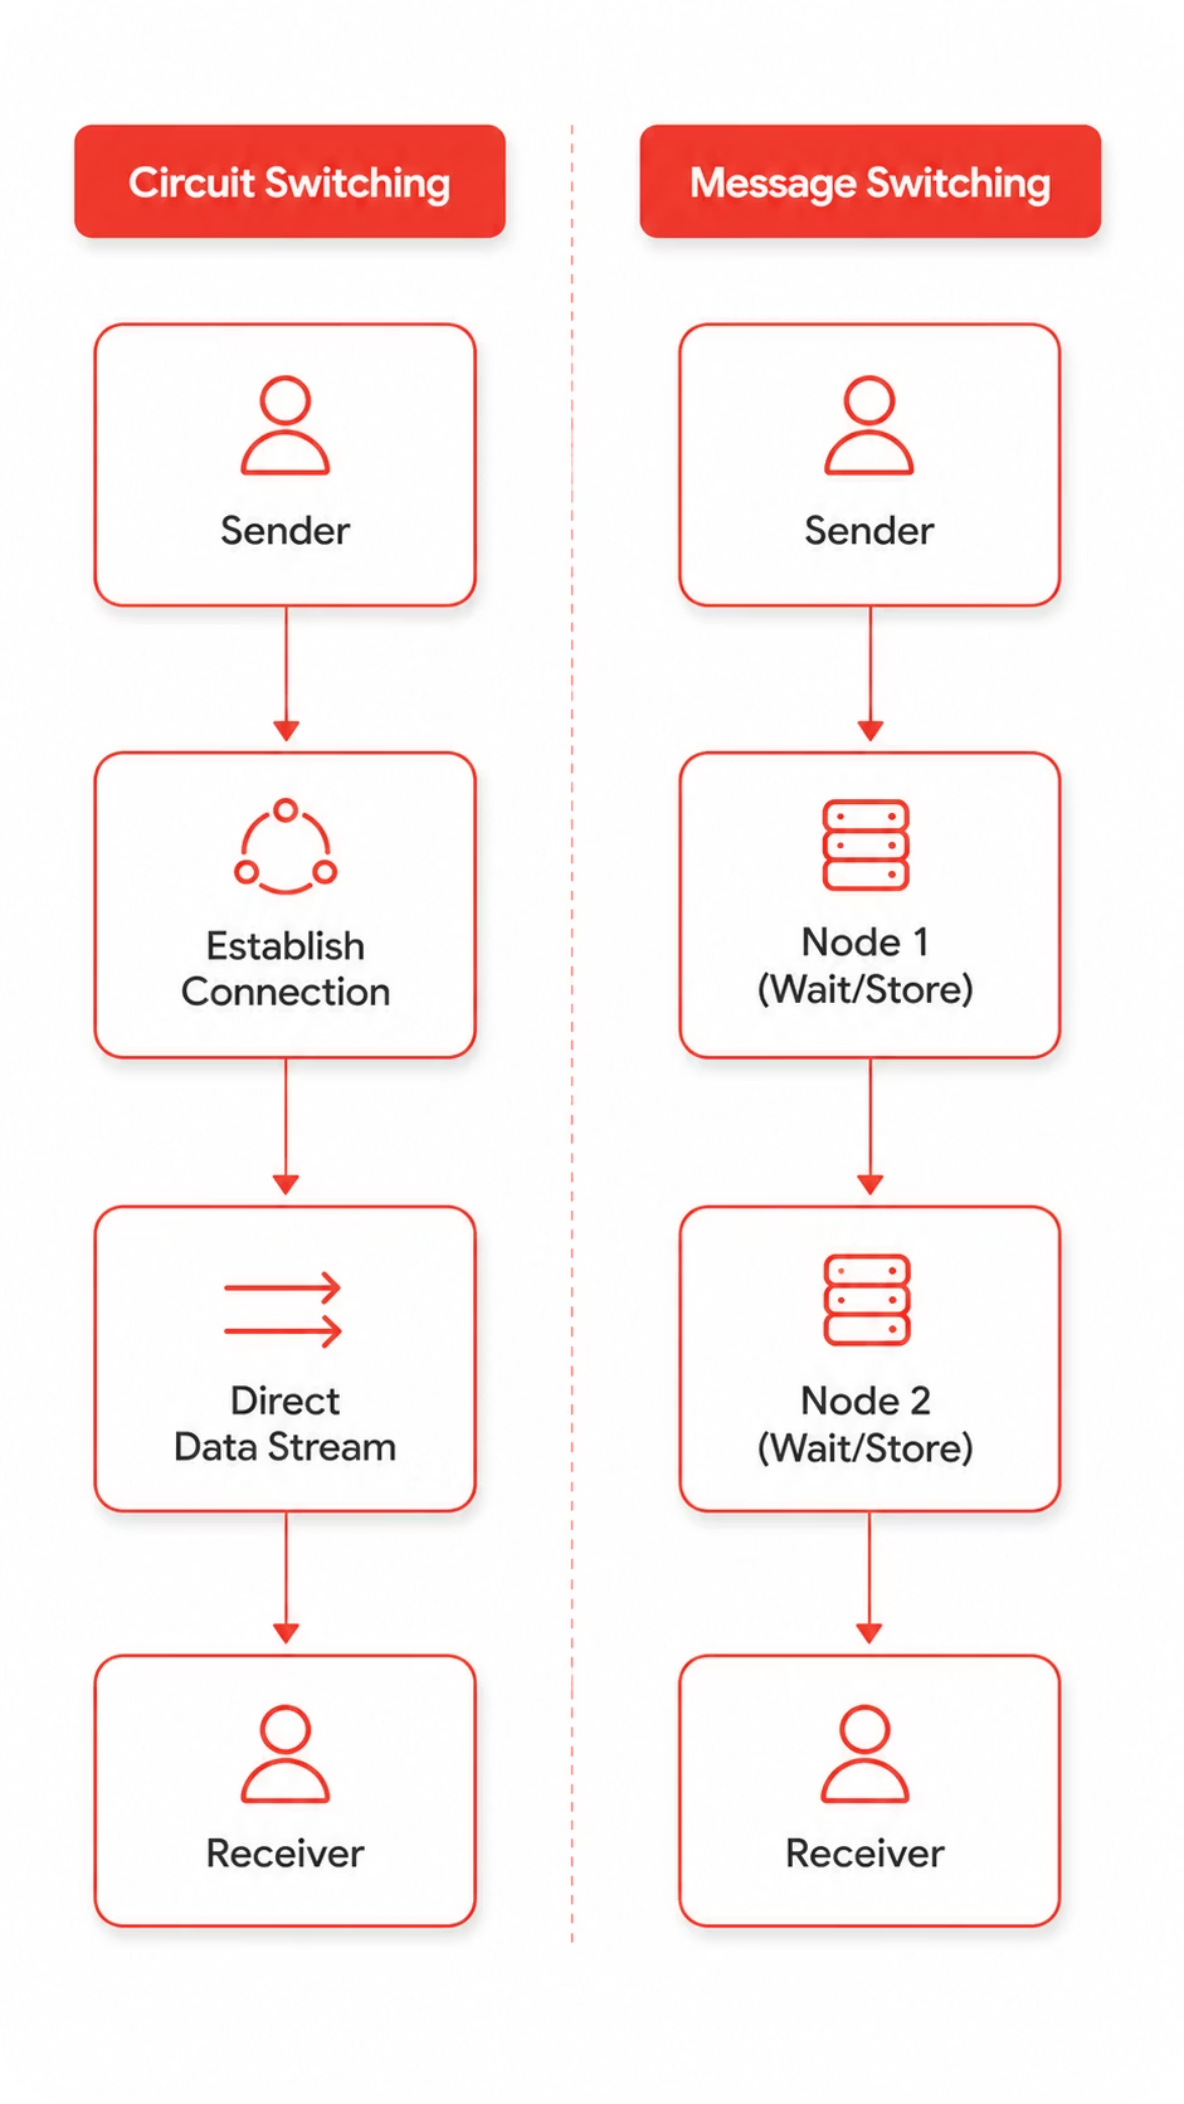 Circuit Switching
Sender
Establish
Connection
Direct
Data Stream
Receiver
Message Switching
Sender
Node 1
(Wait/Store)
Node 2
(Wait/Store)
Receiver